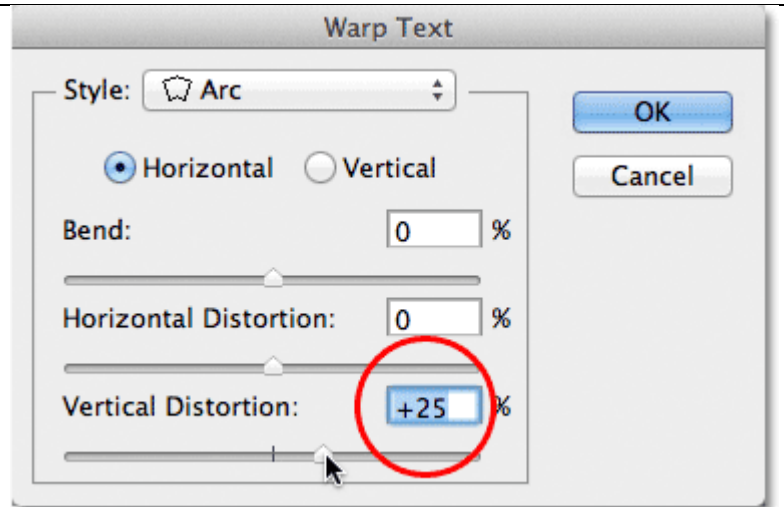 Warp Text
Style: Arc
OK
Horizontal Vertical
Cancel
Bend: 0 %
Horizontal Distortion: 0 %
Vertical Distortion: +25 %